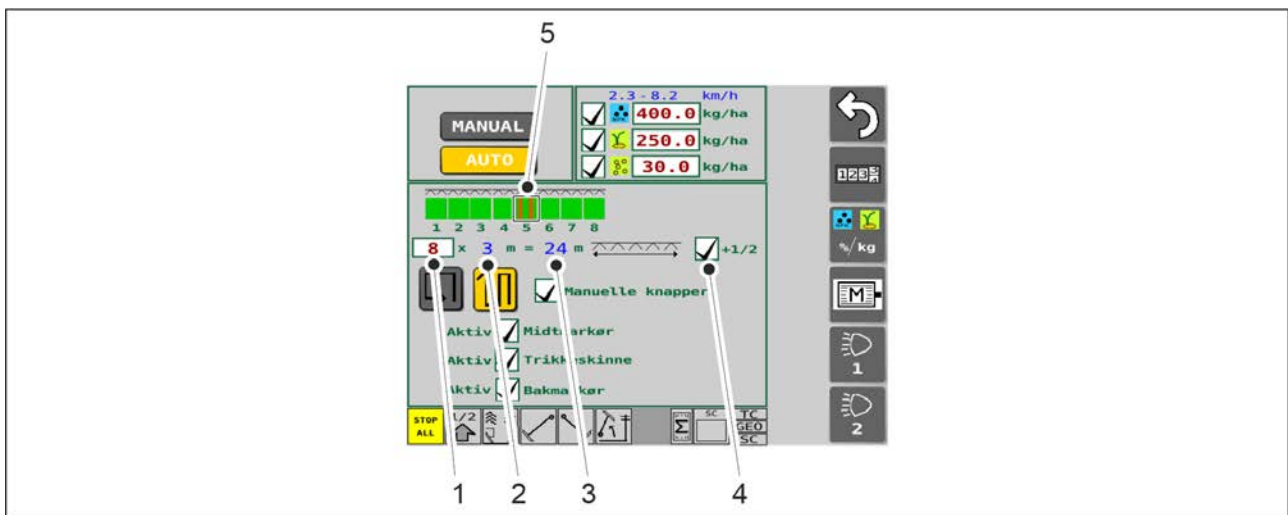 5
2.3 - 8.2 km/h
MANUAL
400.0 kg/ha
AUTO
250.0 kg/ha
30.0 kg/ha
123
1 2 3 4 5 6 7 8
%/kg
8 x 3 m = 24 m +1/2
Manuelle knapper
M
Aktiv Midtmarkør
Aktiv Trikkeskinne
1
Aktiv Bakmarkør
STOP ALL
1/2
Σ
SC
TC
GEO
SC
2
1 2 3 4